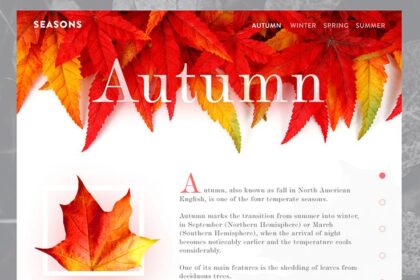 SEASONS
AUTUMN WINTER SPRING SUMMER
Autumn
Autumn, also known as fall in North American
English, is one of the four temperate seasons.
Autumn marks the transition from summer into winter,
in September (Northern Hemisphere) or March
(Southern Hemisphere), when the arrival of night
becomes noticeably earlier and the temperature cools
considerably.
One of its main features is the shedding of leaves from
deciduous trees.